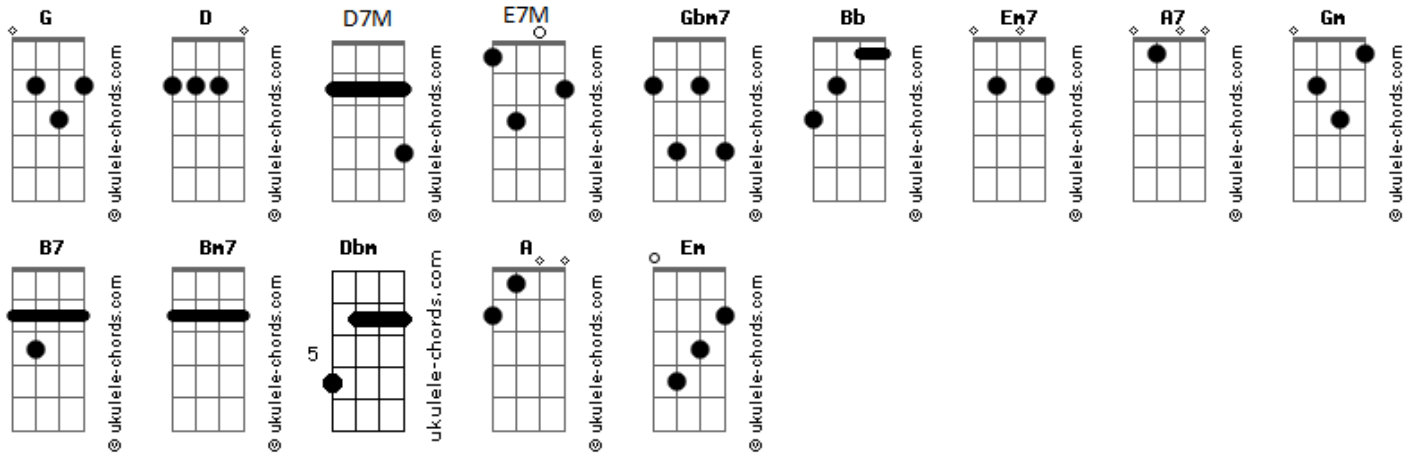 G D D7M E7M Gbm7 Bb Em7 A7 Gm
© ukulele-chords.com © ukulele-chords.com © ukulele-chords.com © ukulele-chords.com © ukulele-chords.com © ukulele-chords.com © ukulele-chords.com © ukulele-chords.com © ukulele-chords.com
B7 Bm7 Dbm A Em
5
© ukulele-chords.com © ukulele-chords.com ukulele-chords.com © ukulele-chords.com © ukulele-chords.com